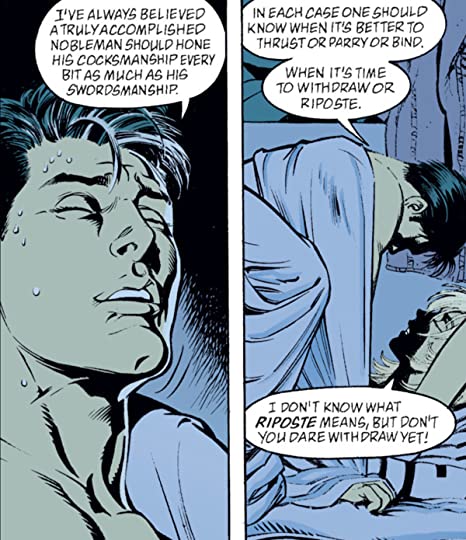 I'VE ALWAYS BELIEVED
A TRULY ACCOMPLISHED
NOBLEMAN SHOULD HONE
HIS COCKSMANSHIP EVERY
BIT AS MUCH AS HIS
SWORDSMANSHIP.
IN EACH CASE ONE SHOULD
KNOW WHEN IT'S BETTER TO
THRUST OR PARRY OR BIND.
WHEN IT'S TIME
TO WITHDRAW OR
RIPOSTE.
I DON'T KNOW WHAT
RIPOSTE MEANS, BUT DON'T
YOU DARE WITHDRAW YET!